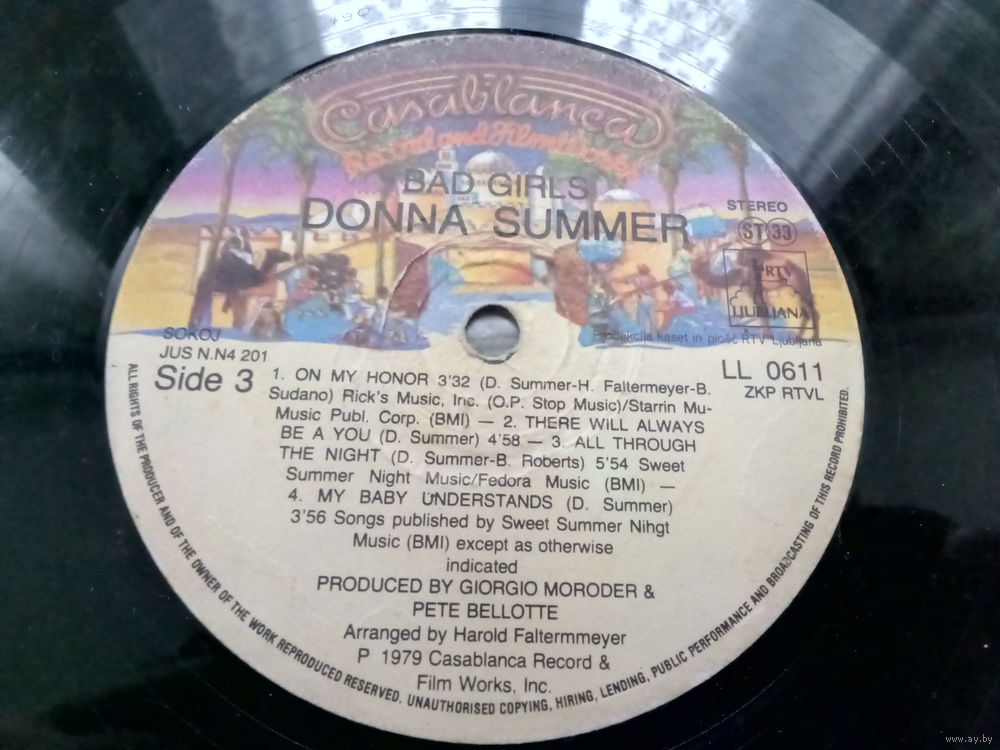 Casablanca
Record and FilmWorks
BAD GIRLS
DONNA SUMMER
STEREO
ST 33
RTV
LJUBLJANA
SOKOJ
Produkcija kaset in plošč RTV Ljubljana
JUS N.N4 201
LL 0611
Side 3
ZKP RTVL
1. ON MY HONOR 3'32 (D. Summer-H. Faltermeyer-B.
Sudano) Rick's Music, Inc. (O.P. Stop Music)/Starrin Mu-
Music Publ. Corp. (BMI) — 2. THERE WILL ALWAYS
BE A YOU (D. Summer) 4'58 — 3. ALL THROUGH
THE NIGHT (D. Summer-B. Roberts) 5'54 Sweet
Summer Night Music/Fedora Music (BMI) —
4. MY BABY UNDERSTANDS (D. Summer)
3'56 Songs published by Sweet Summer Nihgt
Music (BMI) except as otherwise
indicated
PRODUCED BY GIORGIO MORODER &
PETE BELLOTTE
Arranged by Harold Faltermmeyer
P 1979 Casablanca Record &
Film Works, Inc.
ALL RIGHTS OF THE PRODUCER AND OF THE OWNER OF THE WORK REPRODUCED RESERVED. UNAUTHORISED COPYING, HIRING, LENDING, PUBLIC PERFORMANCE AND BROADCASTING OF THIS RECORD PROHIBITED.
www.ay.by